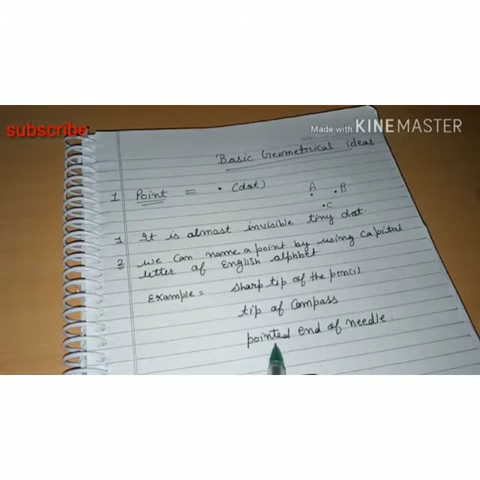 subscribe
Made with KINEMASTER
Basic Geometrical ideas
1 Point = • (dot)
A
B
C
1 It is almost invisible tiny dot.
2 We can name a point by using capital
letter of English alphbet
Example = sharp tip of the pencil
tip of Compass
pointed end of needle.